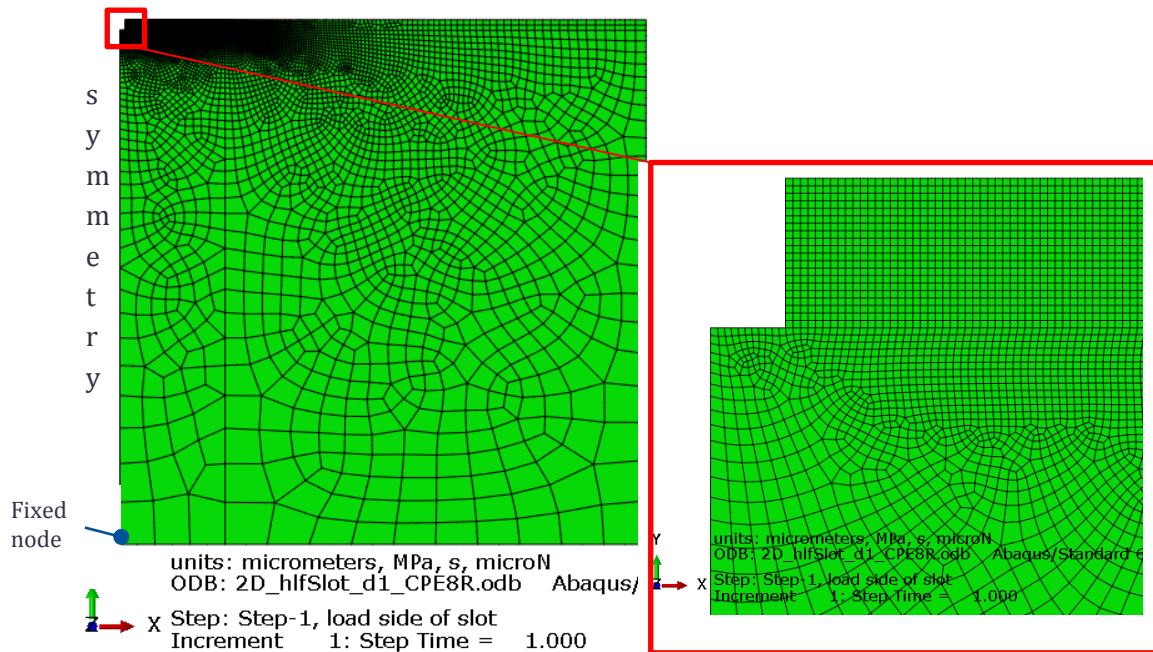 s
y
m
m
e
t
r
y
Fixed
node
units: micrometers, MPa, s, microN
ODB: 2D_hlfSlot_d1_CPE8R.odb Abaqus/
X
Z
Step: Step-1, load side of slot
Increment 1: Step Time = 1.000
Y
units: micrometers, MPa, s, microN
ODB: 2D_hlfSlot_d1_CPE8R.odb Abaqus/Standard 6
X
Step: Step-1, load side of slot
Increment 1: Step Time = 1.000